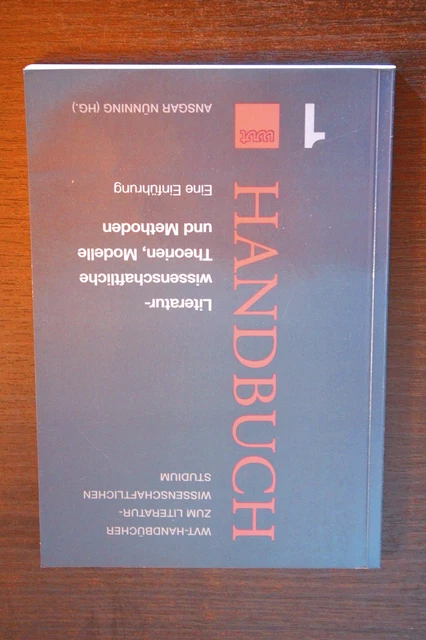 WVT-HANDBÜCHER
ZUM LITERATUR-
WISSENSCHAFTLICHEN
STUDIUM
HANDBUCH
Literatur-
wissenschaftliche
Theorien, Modelle
und Methoden
Eine Einführung
wvt
1
ANSGAR NÜNNING (HG.)